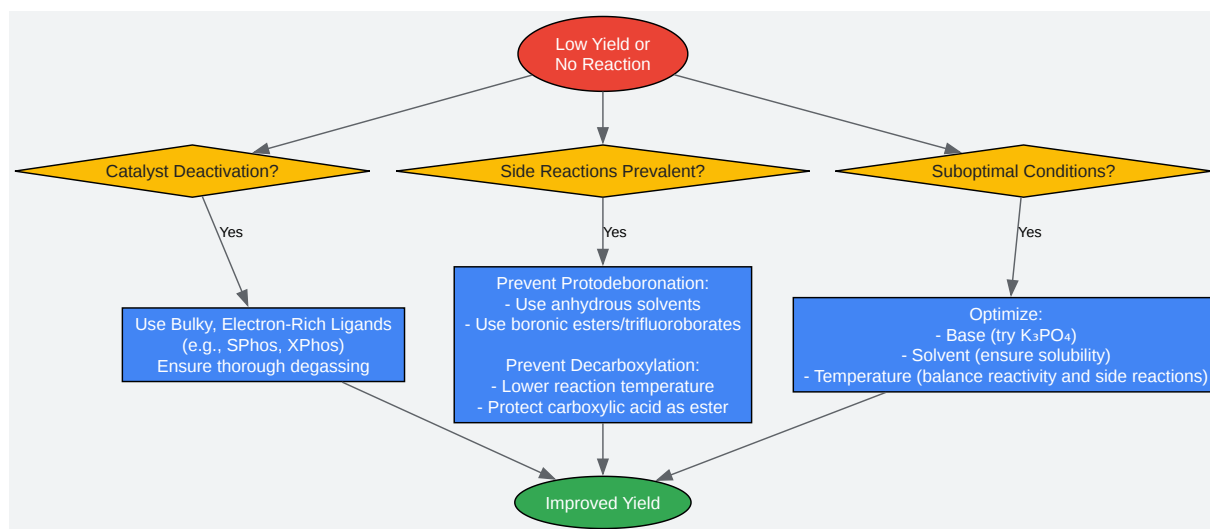 Low Yield or
No Reaction
Catalyst Deactivation?
Side Reactions Prevalent?
Suboptimal Conditions?
Yes
Yes
Yes
Use Bulky, Electron-Rich Ligands
(e.g., SPhos, XPhos)
Ensure thorough degassing
Prevent Protodeboronation:
- Use anhydrous solvents
- Use boronic esters/trifluoroborates
Prevent Decarboxylation:
- Lower reaction temperature
- Protect carboxylic acid as ester
Optimize:
- Base (try K₃PO₄)
- Solvent (ensure solubility)
- Temperature (balance reactivity and side reactions)
Improved Yield